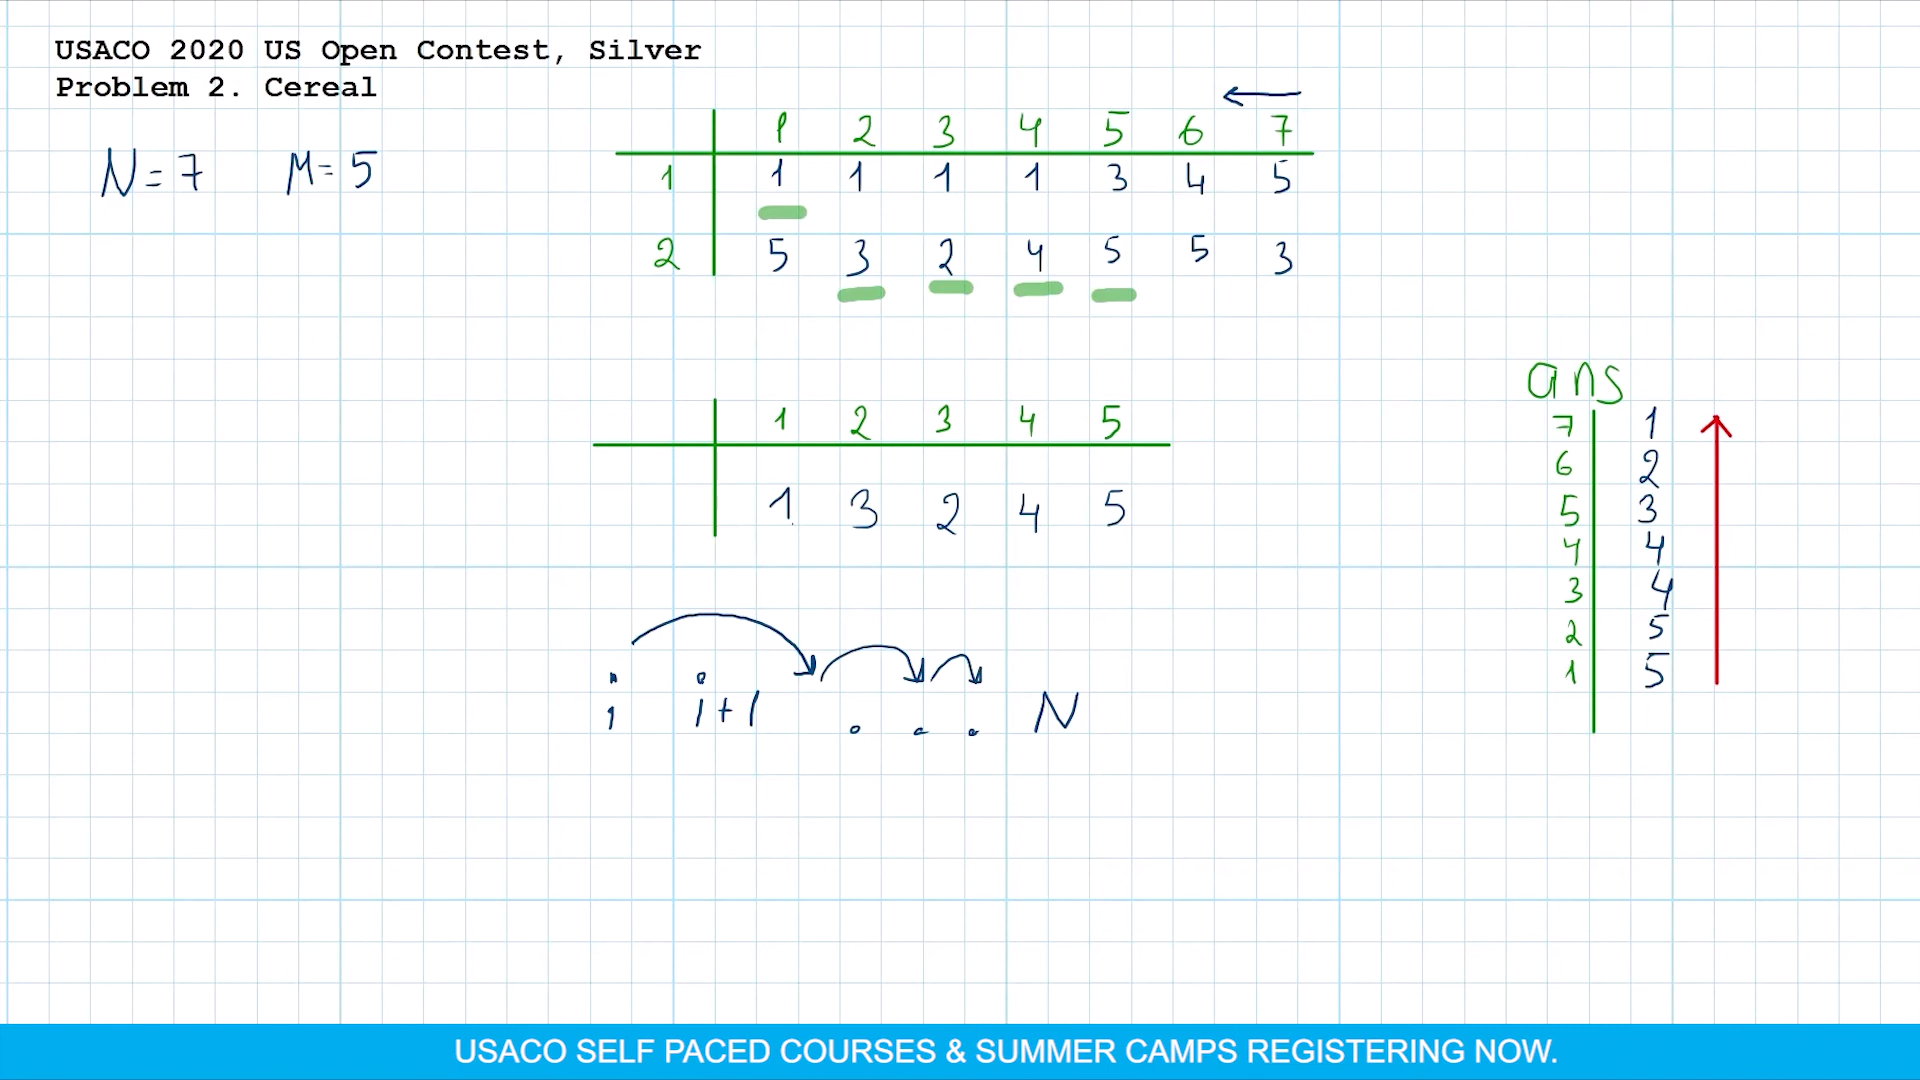 USACO 2020 US Open Contest, Silver
Problem 2. Cereal
N=7 M=5
1 2 3 4 5 6 7
1 1 1 1 1 3 4 5
2 5 3 2 4 5 5 3
1 2 3 4 5
1 3 2 4 5
i i+1 . . . N
ans
7 1
6 2
5 3
4 4
3 4
2 5
1 5
USACO SELF PACED COURSES & SUMMER CAMPS REGISTERING NOW.